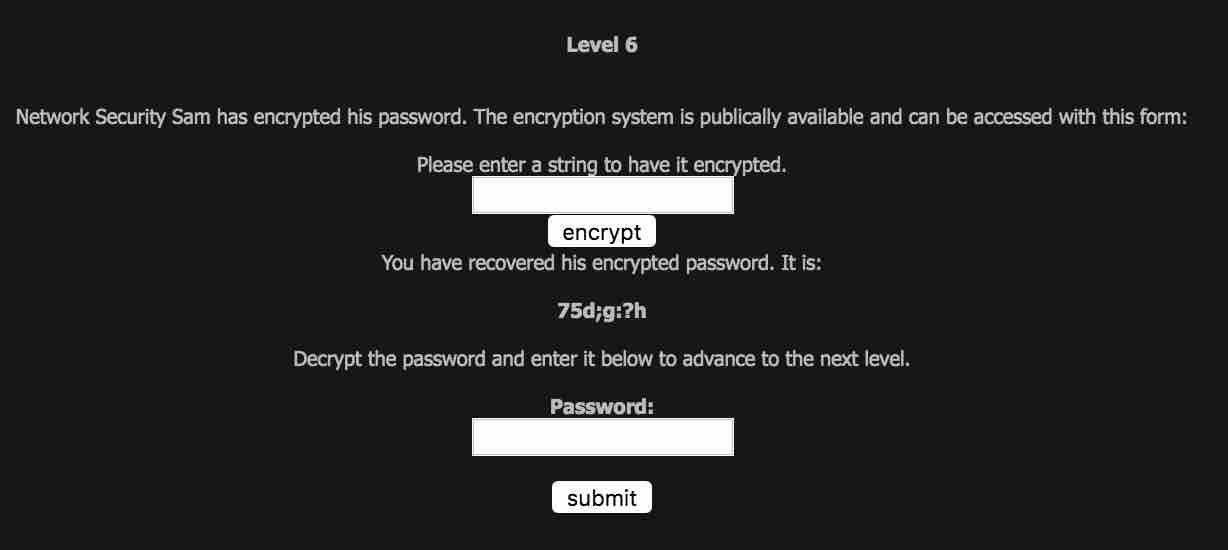 Level 6
Network Security Sam has encrypted his password. The encryption system is publically available and can be accessed with this form:
Please enter a string to have it encrypted.
encrypt
You have recovered his encrypted password. It is:
75d;g:?h
Decrypt the password and enter it below to advance to the next level.
Password:
submit